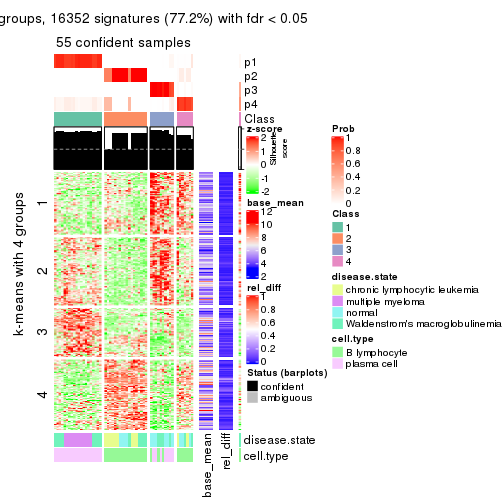 groups, 16352 signatures (77.2%) with fdr < 0.05
55 confident samples
p1
p2
p3
p4
Class
Silhouette
score
k-means with 4 groups
1
2
3
4
disease.state
cell.type
base_mean
rel_diff
z-score
2
1
0
-1
-2
base_mean
12
10
8
6
4
2
rel_diff
1
0.8
0.6
0.4
0.2
0
Status (barplots)
confident
ambiguous
Prob
1
0.8
0.6
0.4
0.2
0
Class
1
2
3
4
disease.state
chronic lymphocytic leukemia
multiple myeloma
normal
Waldenstrom's macroglobulinemia
cell.type
B lymphocyte
plasma cell